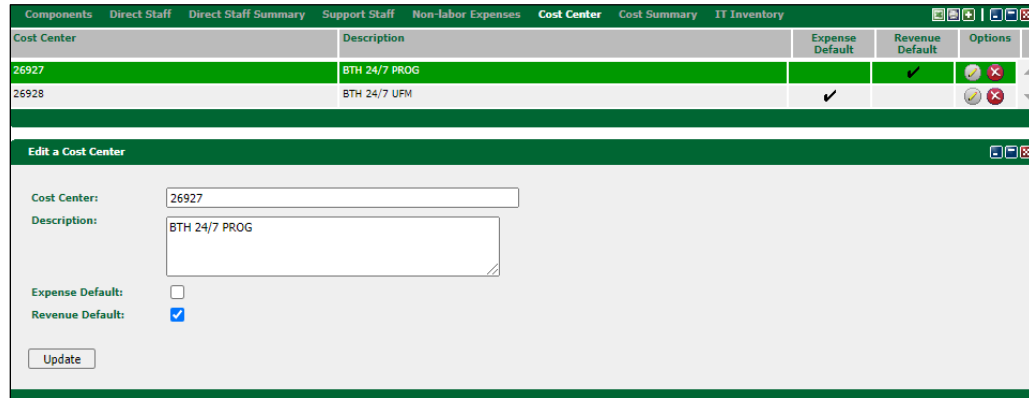 Components Direct Staff Direct Staff Summary Support Staff Non-labor Expenses Cost Center Cost Summary IT Inventory
Cost Center Description Expense Default Revenue Default Options
26927 BTH 24/7 PROG ✔
26928 BTH 24/7 UFM ✔
Edit a Cost Center
Cost Center: 26927
Description: BTH 24/7 PROG
Expense Default:
Revenue Default:
Update